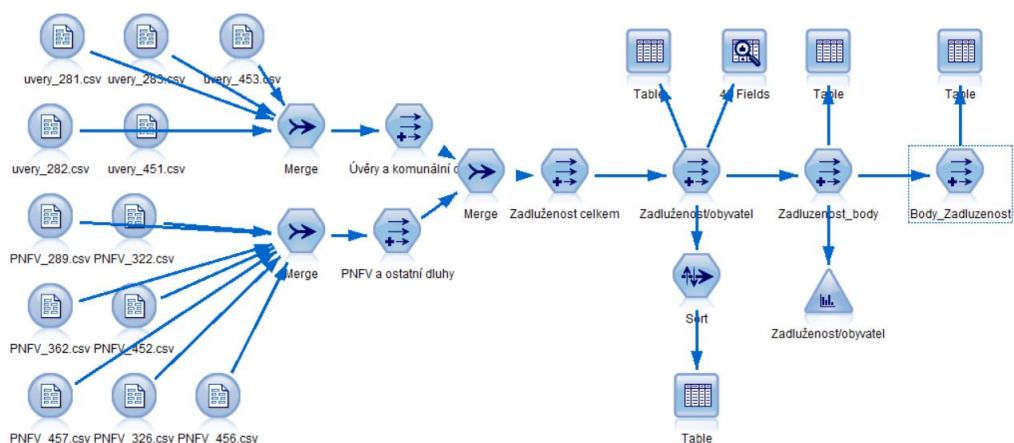 uvery_281.csv uvery_283.csv uvery_453.csv
Table
Fields
Table
Table
uvery_282.csv uvery_451.csv
Merge
Úvěry a komunální
Merge
Zadluženost celkem
Zadluženost/obyvatel
Zadluzenost_body
Body_Zadluzenost
PNFV_289.csv PNFV_322.csv
Merge
PNFV a ostatní dluhy
Sort
Zadluženost/obyvatel
PNFV_362.csv PNFV_452.csv
PNFV_457.csv PNFV_326.csv PNFV_456.csv
Table